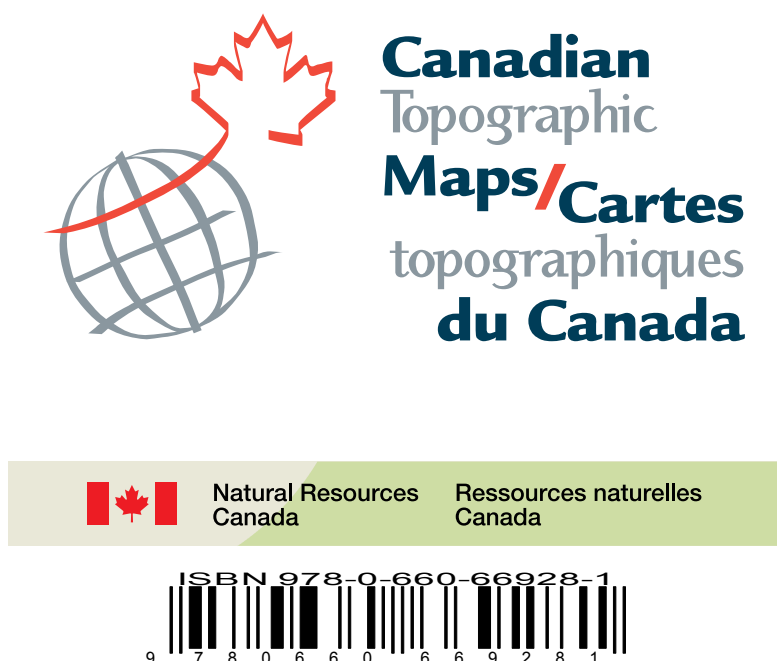 Canadian
Topographic
Maps/Cartes
topographiques
du Canada
Natural Resources
Canada
Ressources naturelles
Canada
ISBN 978-0-660-66928-1
9 780660 669281